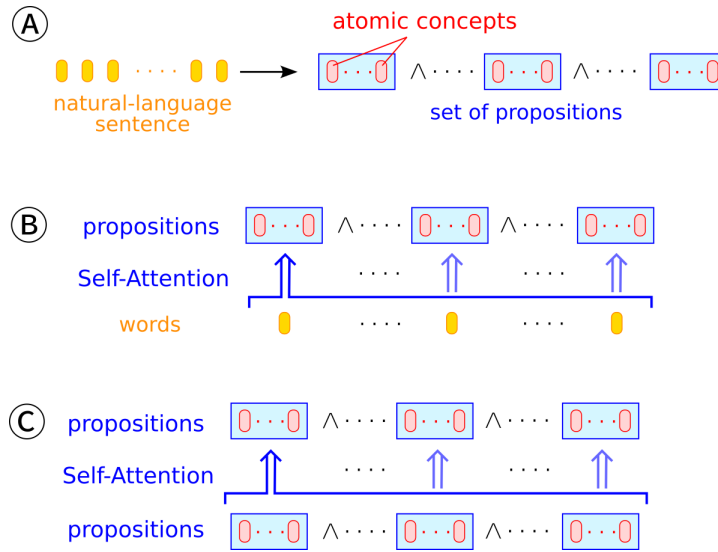 A
atomic concepts
· · · ∧ · · · · · · · ∧ · · · · · · ·
· · · ·
natural-language
sentence
set of propositions
B
propositions
· · · ∧ · · · · · · · ∧ · · · · · · ·
Self-Attention
· · · · · · · ·
words
· · · · · · · ·
C
propositions
· · · ∧ · · · · · · · ∧ · · · · · · ·
Self-Attention
· · · · · · · ·
propositions
· · · ∧ · · · · · · · ∧ · · · · · · ·